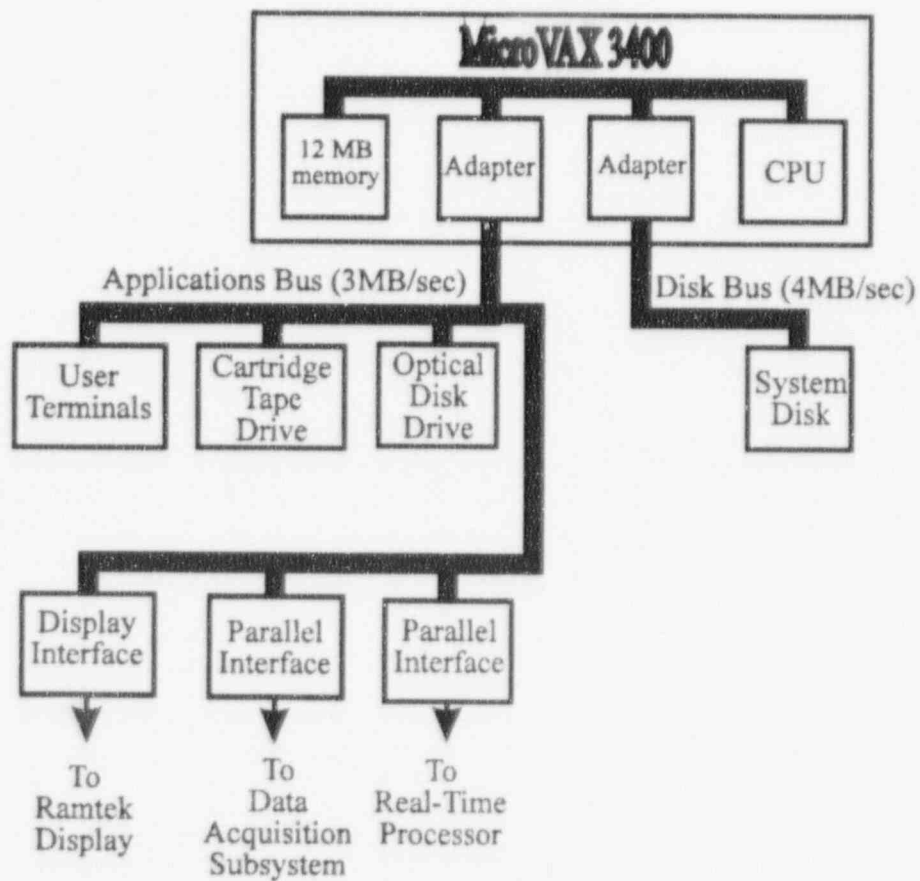 MicroVAX 3400
12 MB
memory
Adapter
Adapter
CPU
Applications Bus (3MB/sec)
Disk Bus (4MB/sec)
User
Terminals
Cartridge
Tape
Drive
Optical
Disk
Drive
System
Disk
Display
Interface
Parallel
Interface
Parallel
Interface
To
Ramtek
Display
To
Data
Acquisition
Subsystem
To
Real-Time
Processor